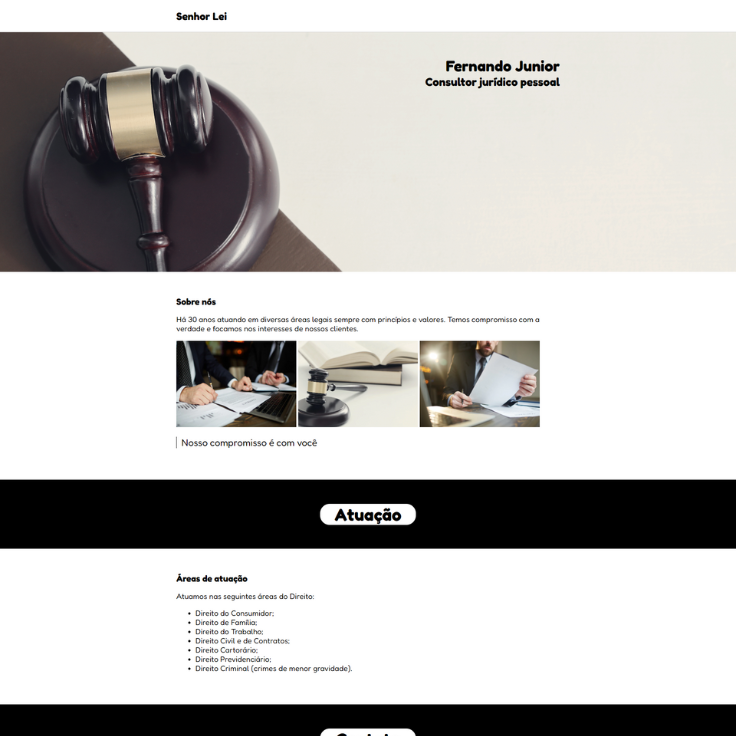 Senhor Lei
Fernando Junior
Consultor jurídico pessoal
Sobre nós
Há 30 anos atuando em diversas áreas legais sempre com princípios e valores. Temos compromisso com a
verdade e focamos nos interesses de nossos clientes.
Nosso compromisso é com você
Atuação
Áreas de atuação
Atuamos nas seguintes áreas do Direito:
• Direito do Consumidor;
• Direito de Família;
• Direito do Trabalho;
• Direito Civil e de Contratos;
• Direito Cartorário;
• Direito Previdenciário;
• Direito Criminal (crimes de menor gravidade).